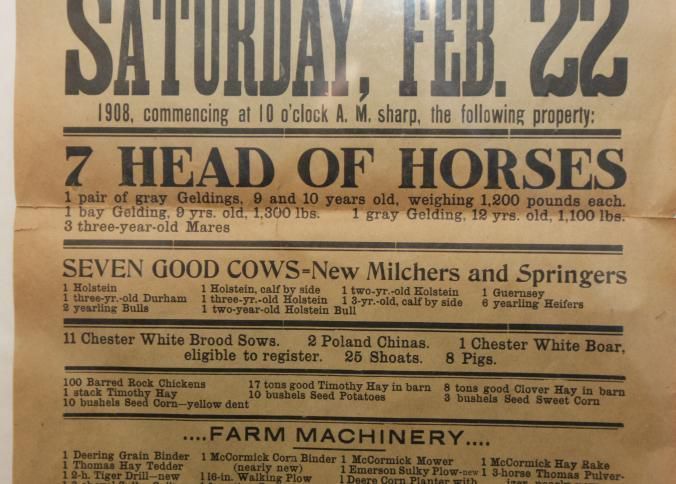 SATURDAY, FEB. 22
1908, commencing at 10 o'clock A. M. sharp, the following property:
7 HEAD OF HORSES
1 pair of gray Geldings, 9 and 10 years old, weighing 1,200 pounds each.
1 bay Gelding, 9 yrs. old, 1,300 lbs. 1 gray Gelding, 12 yrs. old, 1,100 lbs.
3 three-year-old Mares
SEVEN GOOD COWS=New Milchers and Springers
1 Holstein 1 Holstein, calf by side 1 two-yr.-old Holstein 1 Guernsey
1 three-yr.-old Durham 1 three-yr.-old Holstein 1 3-yr.-old, calf by side 6 yearling Heifers
2 yearling Bulls 1 two-year-old Holstein Bull
11 Chester White Brood Sows. 2 Poland Chinas. 1 Chester White Boar,
eligible to register. 25 Shoats. 8 Pigs.
100 Barred Rock Chickens 17 tons good Timothy Hay in barn 8 tons good Clover Hay in barn
1 stack Timothy Hay 10 bushels Seed Potatoes 3 bushels Seed Sweet Corn
10 bushels Seed Corn—yellow dent
....FARM MACHINERY....
1 Deering Grain Binder 1 McCormick Corn Binder 1 McCormick Mower 1 McCormick Hay Rake
1 Thomas Hay Tedder (nearly new) 1 Emerson Sulky Plow-new 1 3-horse Thomas Pulver-
1 2-h. Tiger Drill—new 1 16-in. Walking Plow 1 Deere Corn Planter with